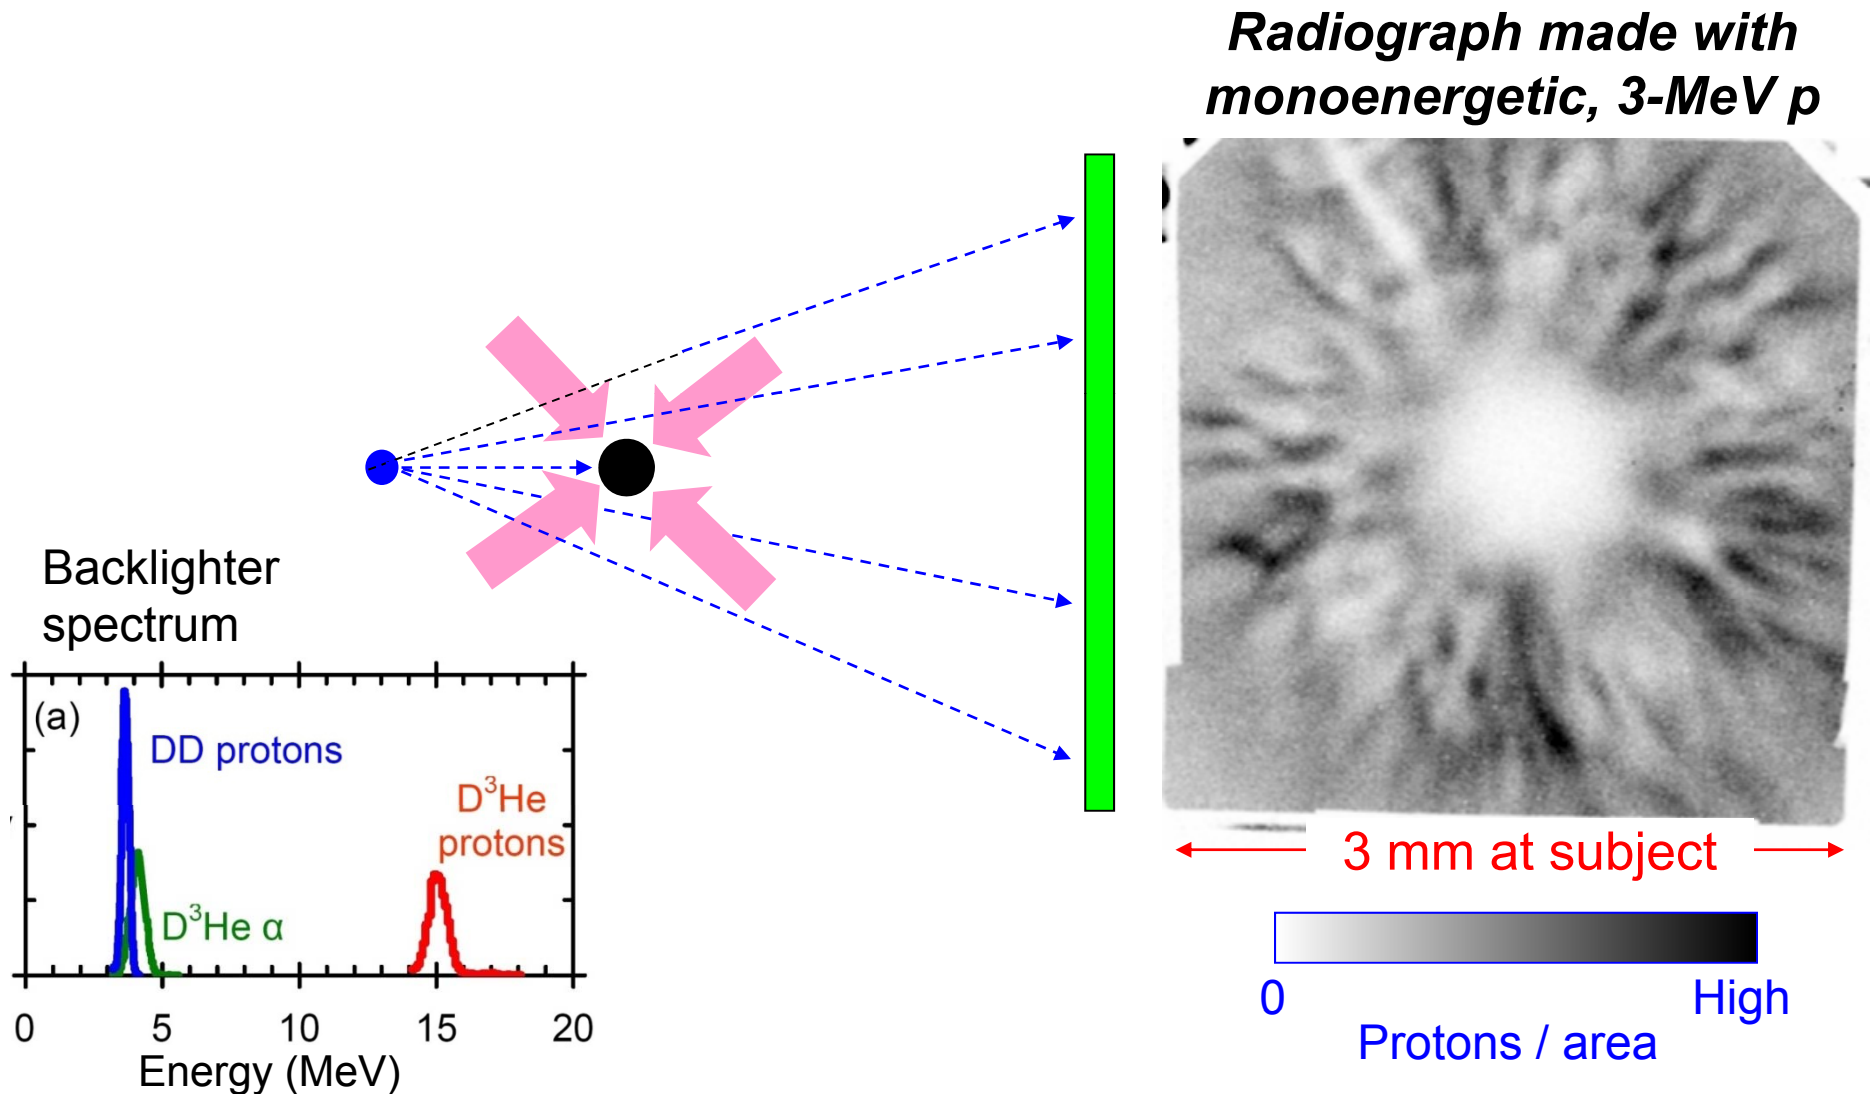 Radiograph made with
monoenergetic, 3-MeV p
Backlighter
spectrum
(a)
DD protons
D³He
protons
D³He α
0 5 10 15 20
Energy (MeV)
3 mm at subject
0 High
Protons / area